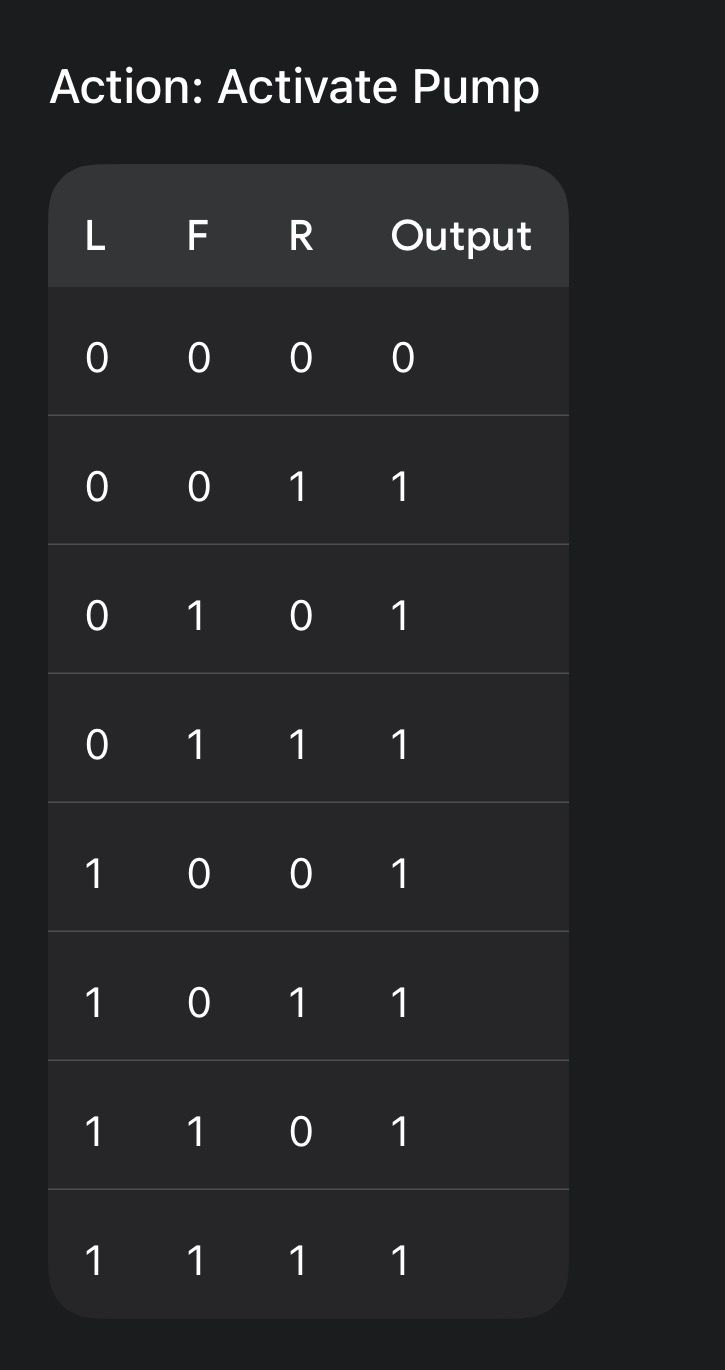 Action: Activate Pump
L F R Output
0 0 0 0
0 0 1 1
0 1 0 1
0 1 1 1
1 0 0 1
1 0 1 1
1 1 0 1
1 1 1 1